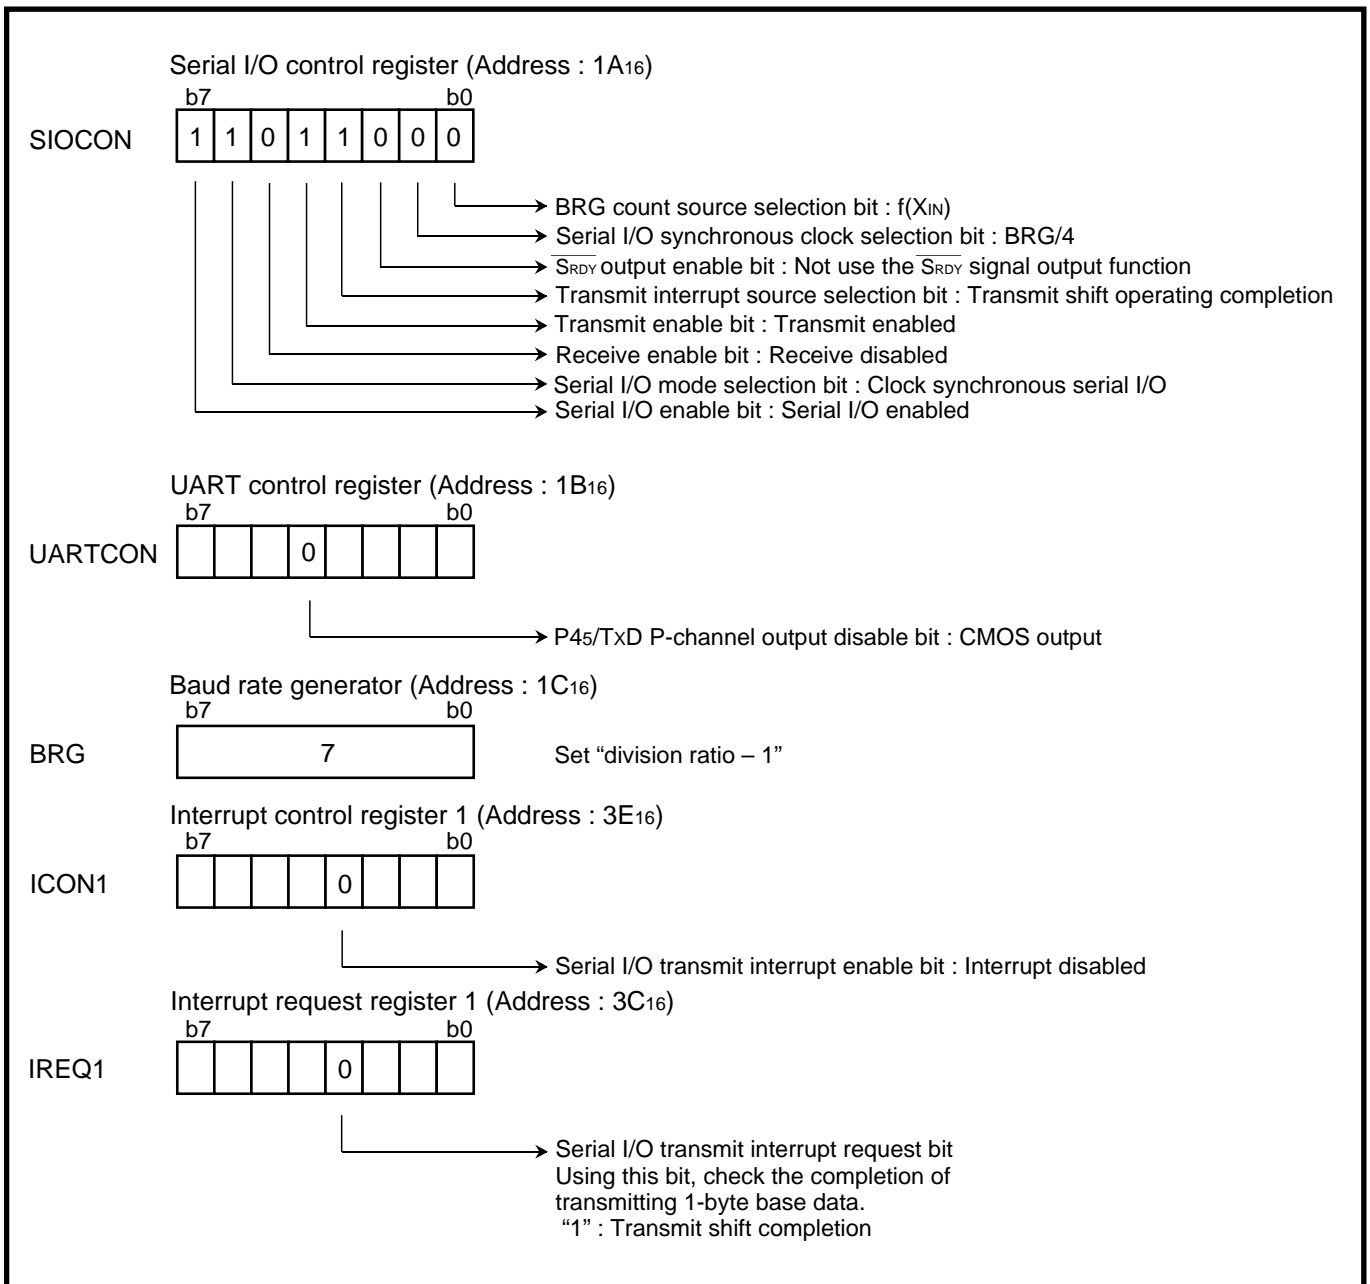 Serial I/O control register (Address : 1A16)
b7 b0
SIOCON 1 1 0 1 1 0 0 0
BRG count source selection bit : f(XIN)
Serial I/O synchronous clock selection bit : BRG/4
S̅R̅D̅Y̅ output enable bit : Not use the S̅R̅D̅Y̅ signal output function
Transmit interrupt source selection bit : Transmit shift operating completion
Transmit enable bit : Transmit enabled
Receive enable bit : Receive disabled
Serial I/O mode selection bit : Clock synchronous serial I/O
Serial I/O enable bit : Serial I/O enabled
UART control register (Address : 1B16)
b7 b0
UARTCON 0
P45/TxD P-channel output disable bit : CMOS output
Baud rate generator (Address : 1C16)
b7 b0
BRG 7 Set “division ratio – 1”
Interrupt control register 1 (Address : 3E16)
b7 b0
ICON1 0
Serial I/O transmit interrupt enable bit : Interrupt disabled
Interrupt request register 1 (Address : 3C16)
b7 b0
IREQ1 0
Serial I/O transmit interrupt request bit
Using this bit, check the completion of
transmitting 1-byte base data.
“1” : Transmit shift completion